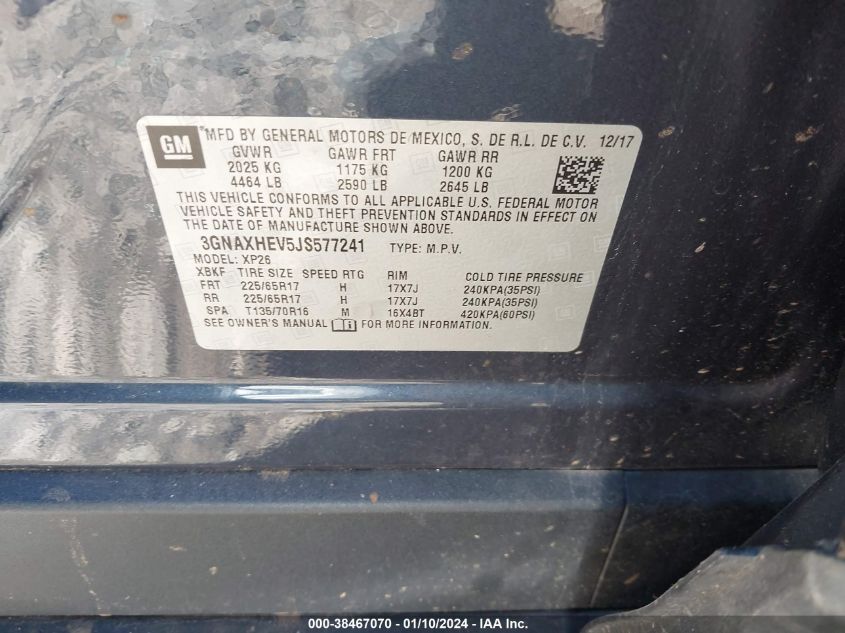 GM
MFD BY GENERAL MOTORS DE MEXICO, S. DE R.L. DE C.V. 12/17
GVWR GAWR FRT GAWR RR
2025 KG 1175 KG 1200 KG
4464 LB 2590 LB 2645 LB
THIS VEHICLE CONFORMS TO ALL APPLICABLE U.S. FEDERAL MOTOR
VEHICLE SAFETY AND THEFT PREVENTION STANDARDS IN EFFECT ON
THE DATE OF MANUFACTURE SHOWN ABOVE.
3GNAXHEV5JS577241 TYPE: M.P.V.
MODEL: XP26
XBKF TIRE SIZE SPEED RTG RIM COLD TIRE PRESSURE
FRT 225/65R17 H 17X7J 240KPA(35PSI)
RR 225/65R17 H 17X7J 240KPA(35PSI)
SPA T135/70R16 M 16X4BT 420KPA(60PSI)
SEE OWNER'S MANUAL FOR MORE INFORMATION.
000-38467070 - 01/10/2024 - IAA Inc.